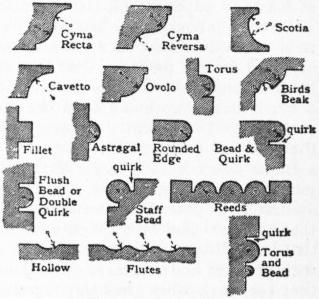 Cyma
Recta
Cyma
Reversa
Scotia
Cavetto
Ovolo
Torus
Birds
Beak
Fillet
Astragal
Rounded
Edge
Bead &
Quirk
quirk
Flush
Bead or
Double
Quirk
quirk
Staff
Bead
Reeds
Hollow
Flutes
quirk
Torus
and
Bead